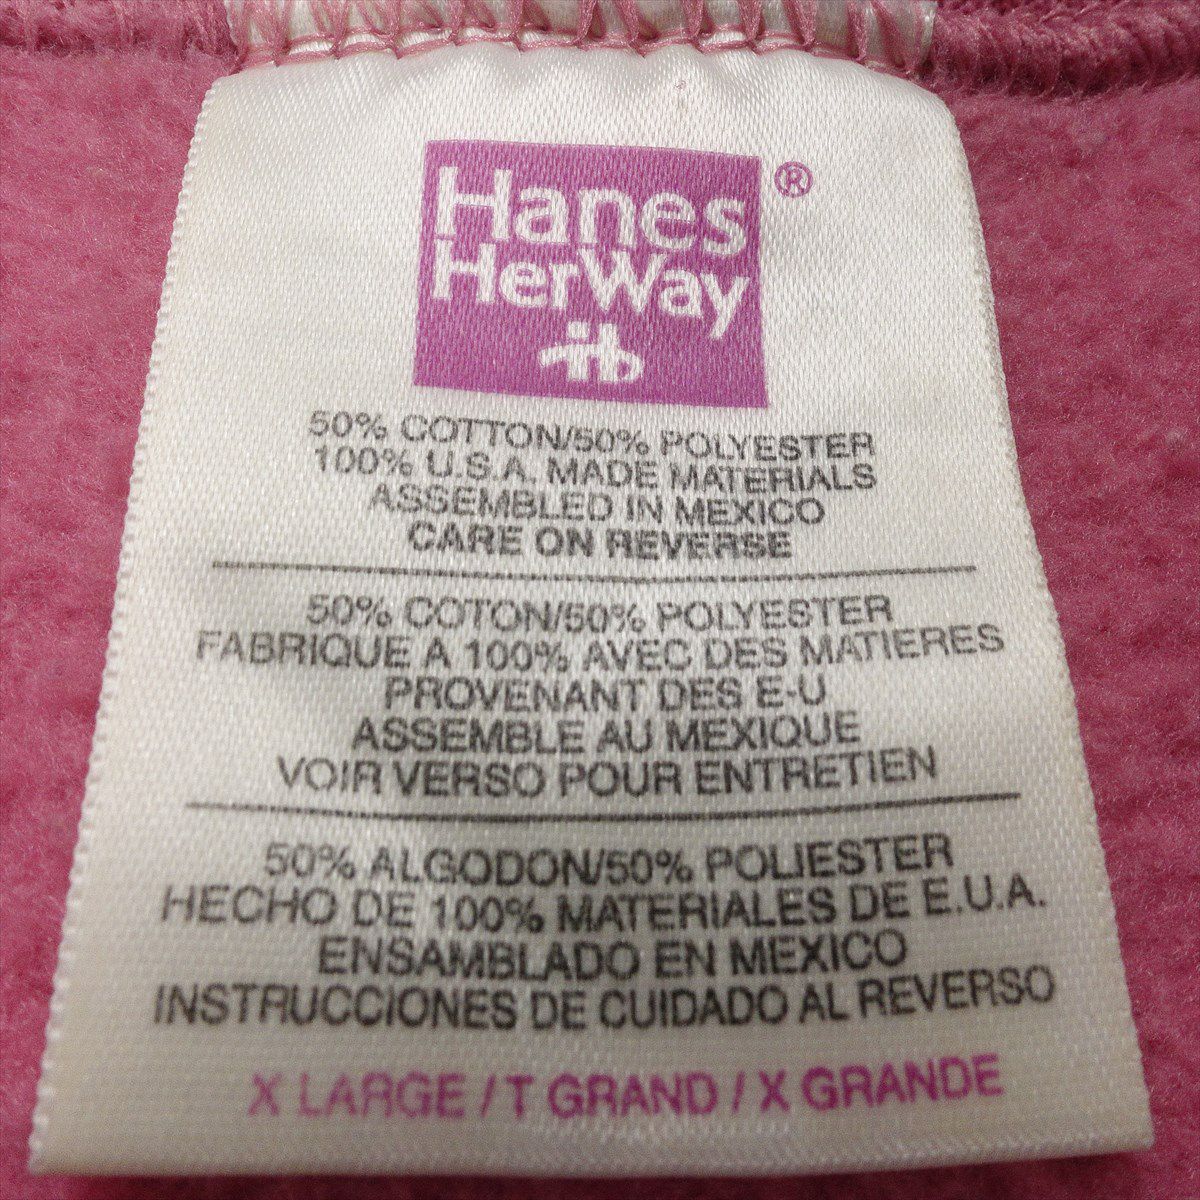 Hanes ®
HerWay
50% COTTON/50% POLYESTER
100% U.S.A. MADE MATERIALS
ASSEMBLED IN MEXICO
CARE ON REVERSE
50% COTON/50% POLYESTER
FABRIQUE A 100% AVEC DES MATIERES
PROVENANT DES E-U
ASSEMBLE AU MEXIQUE
VOIR VERSO POUR ENTRETIEN
50% ALGODON/50% POLIESTER
HECHO DE 100% MATERIALES DE E.U.A.
ENSAMBLADO EN MEXICO
INSTRUCCIONES DE CUIDADO AL REVERSO
X LARGE / T GRAND / X GRANDE